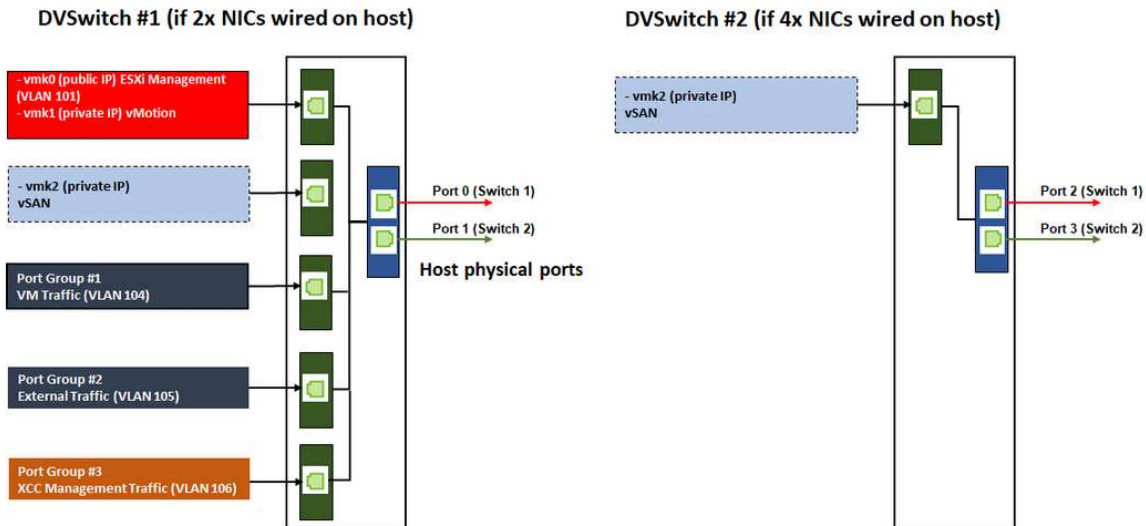 DVSwitch #1 (if 2x NICs wired on host)
- vmk0 (public IP) ESXi Management
(VLAN 101)
- vmk1 (private IP) vMotion
- vmk2 (private IP)
vSAN
Port Group #1
VM Traffic (VLAN 104)
Port Group #2
External Traffic (VLAN 105)
Port Group #3
XCC Management Traffic (VLAN 106)
Port 0 (Switch 1)
Port 1 (Switch 2)
Host physical ports
DVSwitch #2 (if 4x NICs wired on host)
- vmk2 (private IP)
vSAN
Port 2 (Switch 1)
Port 3 (Switch 2)